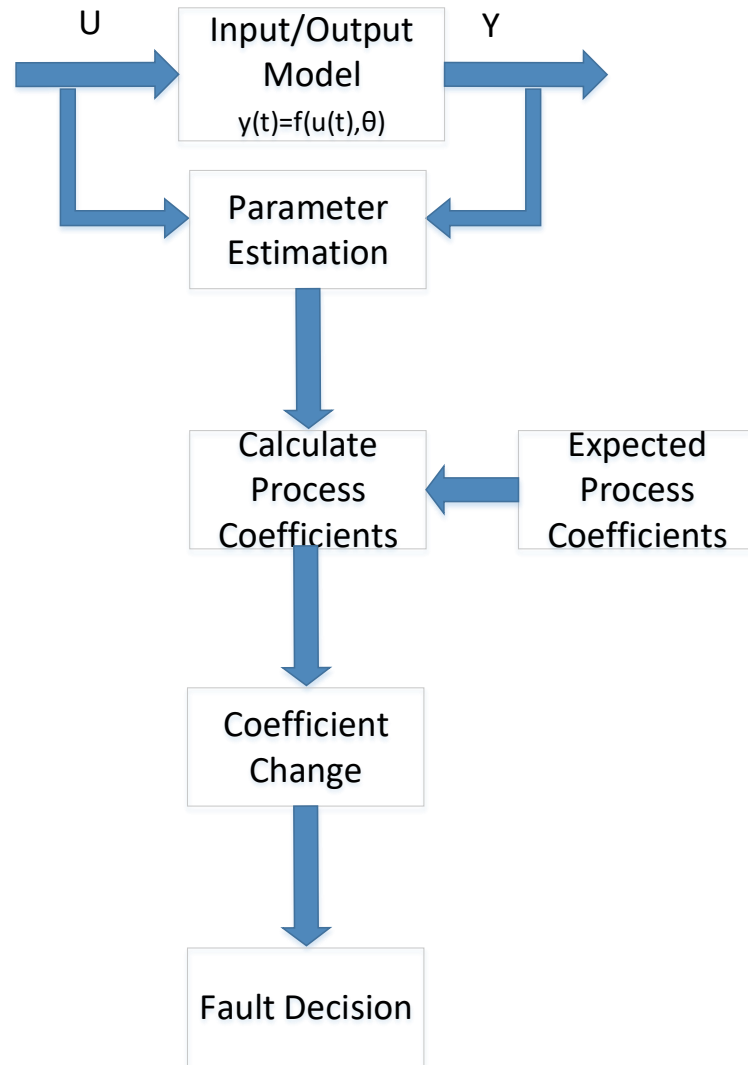 U
Input/Output
Model
y(t)=f(u(t),θ)
Y
Parameter
Estimation
Calculate
Process
Coefficients
Expected
Process
Coefficients
Coefficient
Change
Fault Decision